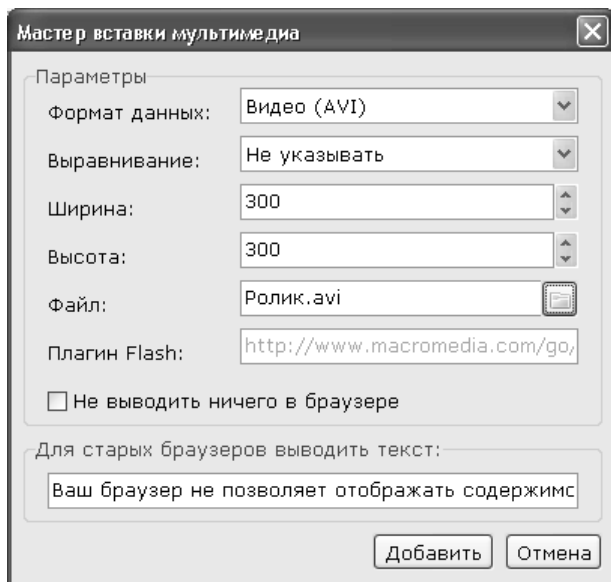 Мастер вставки мультимедиа
Параметры
Формат данных: Видео (AVI)
Выравнивание: Не указывать
Ширина: 300
Высота: 300
Файл: Ролик.avi
Плагин Flash: http://www.macromedia.com/go/
Не выводить ничего в браузере
Для старых браузеров выводить текст:
Ваш браузер не позволяет отображать содержимо
Добавить Отмена